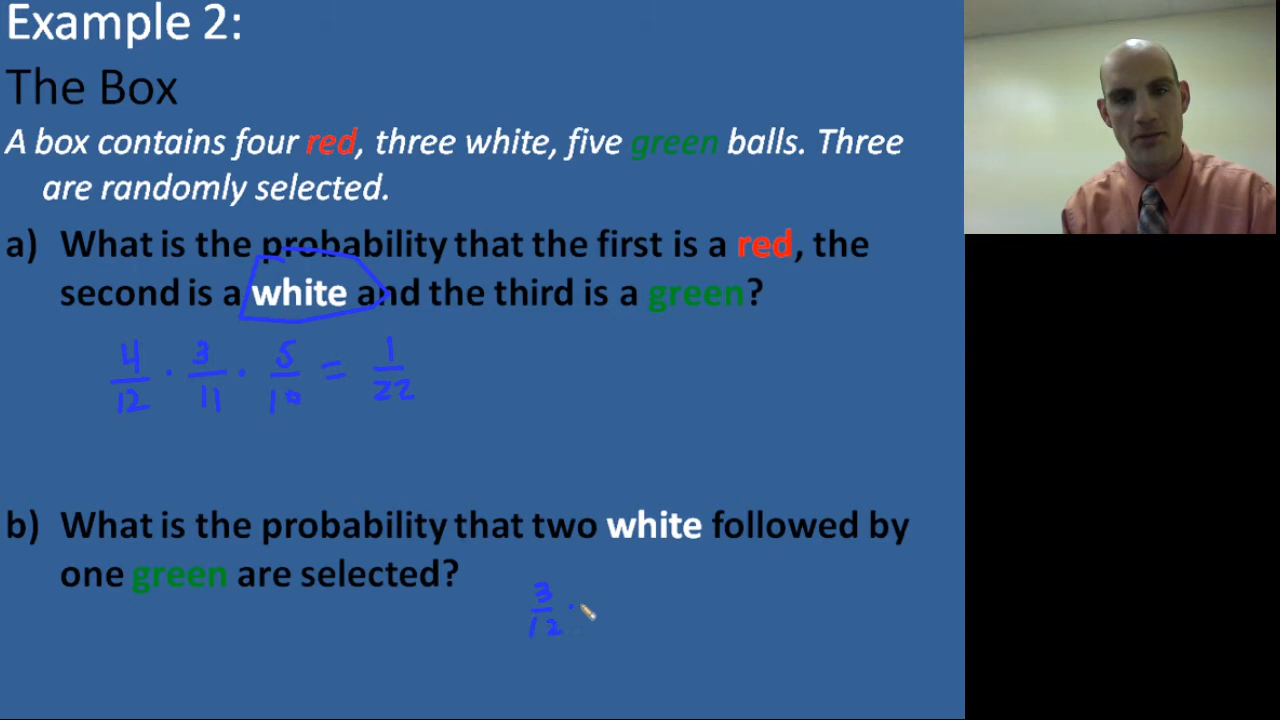 Example 2:
The Box
A box contains four red, three white, five green balls. Three
are randomly selected.
a) What is the probability that the first is a red, the
second is a white and the third is a green?
4/12 · 3/11 · 5/10 = 1/22
b) What is the probability that two white followed by
one green are selected?
3/12 ·